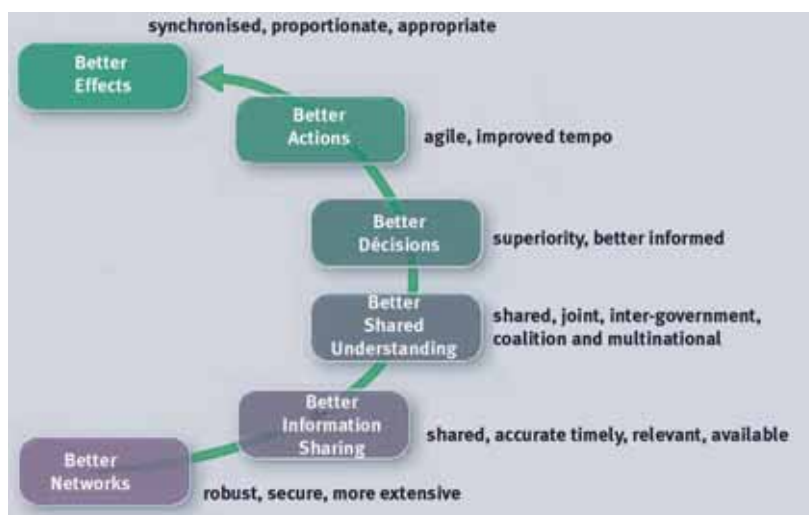 synchronised, proportionate, appropriate
Better
Effects
Better
Actions
agile, improved tempo
Better
Décisions
superiority, better informed
Better
Shared
Understanding
shared, joint, inter-government,
coalition and multinational
Better
Information
Sharing
shared, accurate timely, relevant, available
Better
Networks
robust, secure, more extensive